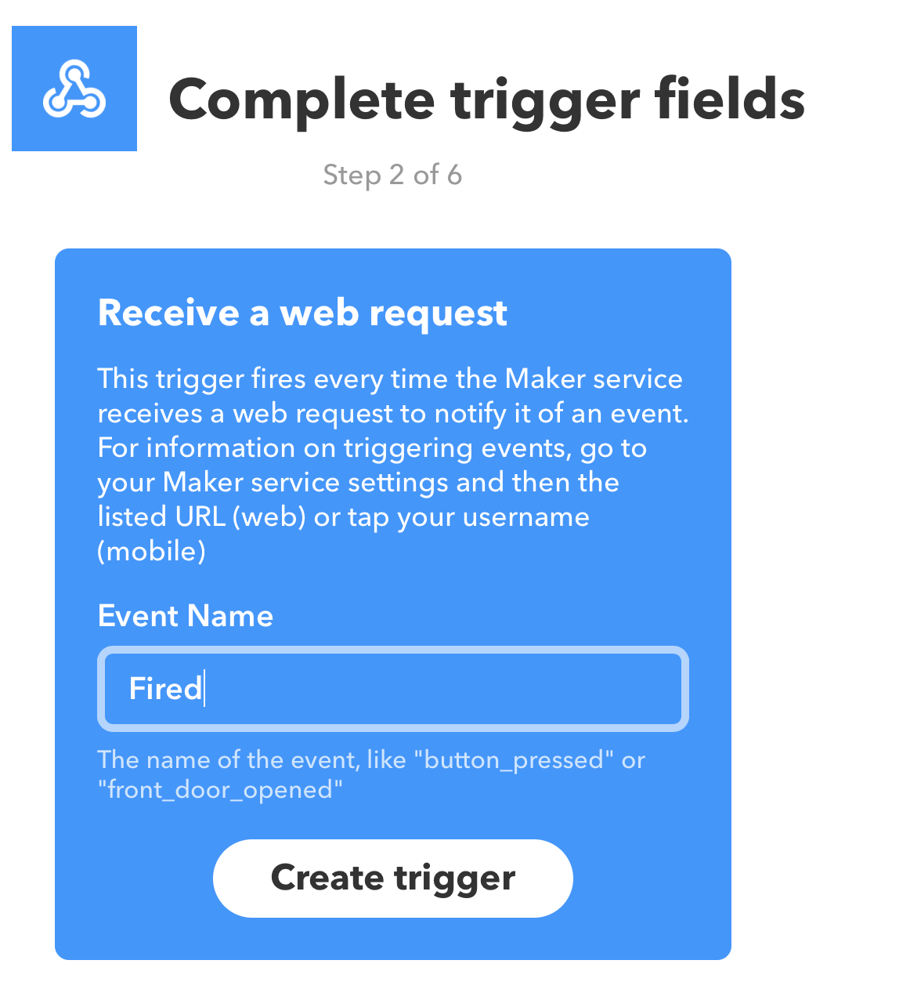 Complete trigger fields
Step 2 of 6
Receive a web request
This trigger fires every time the Maker service
receives a web request to notify it of an event.
For information on triggering events, go to
your Maker service settings and then the
listed URL (web) or tap your username
(mobile)
Event Name
Fired
The name of the event, like "button_pressed" or
"front_door_opened"
Create trigger